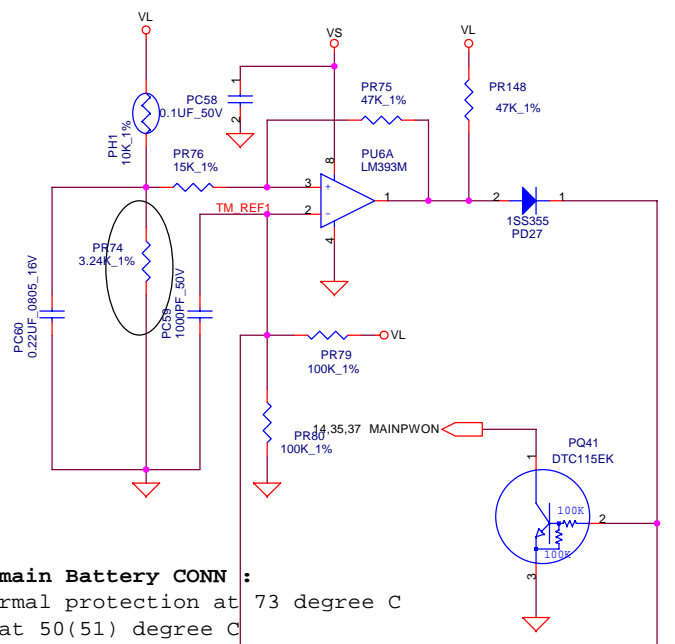 VL
VS
VL
1
PC58
0.1UF_50V
2
PR75
47K_1%
PR148
47K_1%
PH1
10K_1%
PR76
15K_1%
8
PU6A
LM393M
3
+
1
2
1
TM_REF1
2
-
1SS355
PD27
4
PR74
3.24K_1%
PC60
0.22UF_0805_16V
PC59
1000PF_50V
VL
PR79
100K_1%
PR80
100K_1%
14,35,37 MAINPWON
PQ41
DTC115EK
1
100K
2
100K
3
main Battery CONN :
rmal protection at 73 degree C
at 50(51) degree C